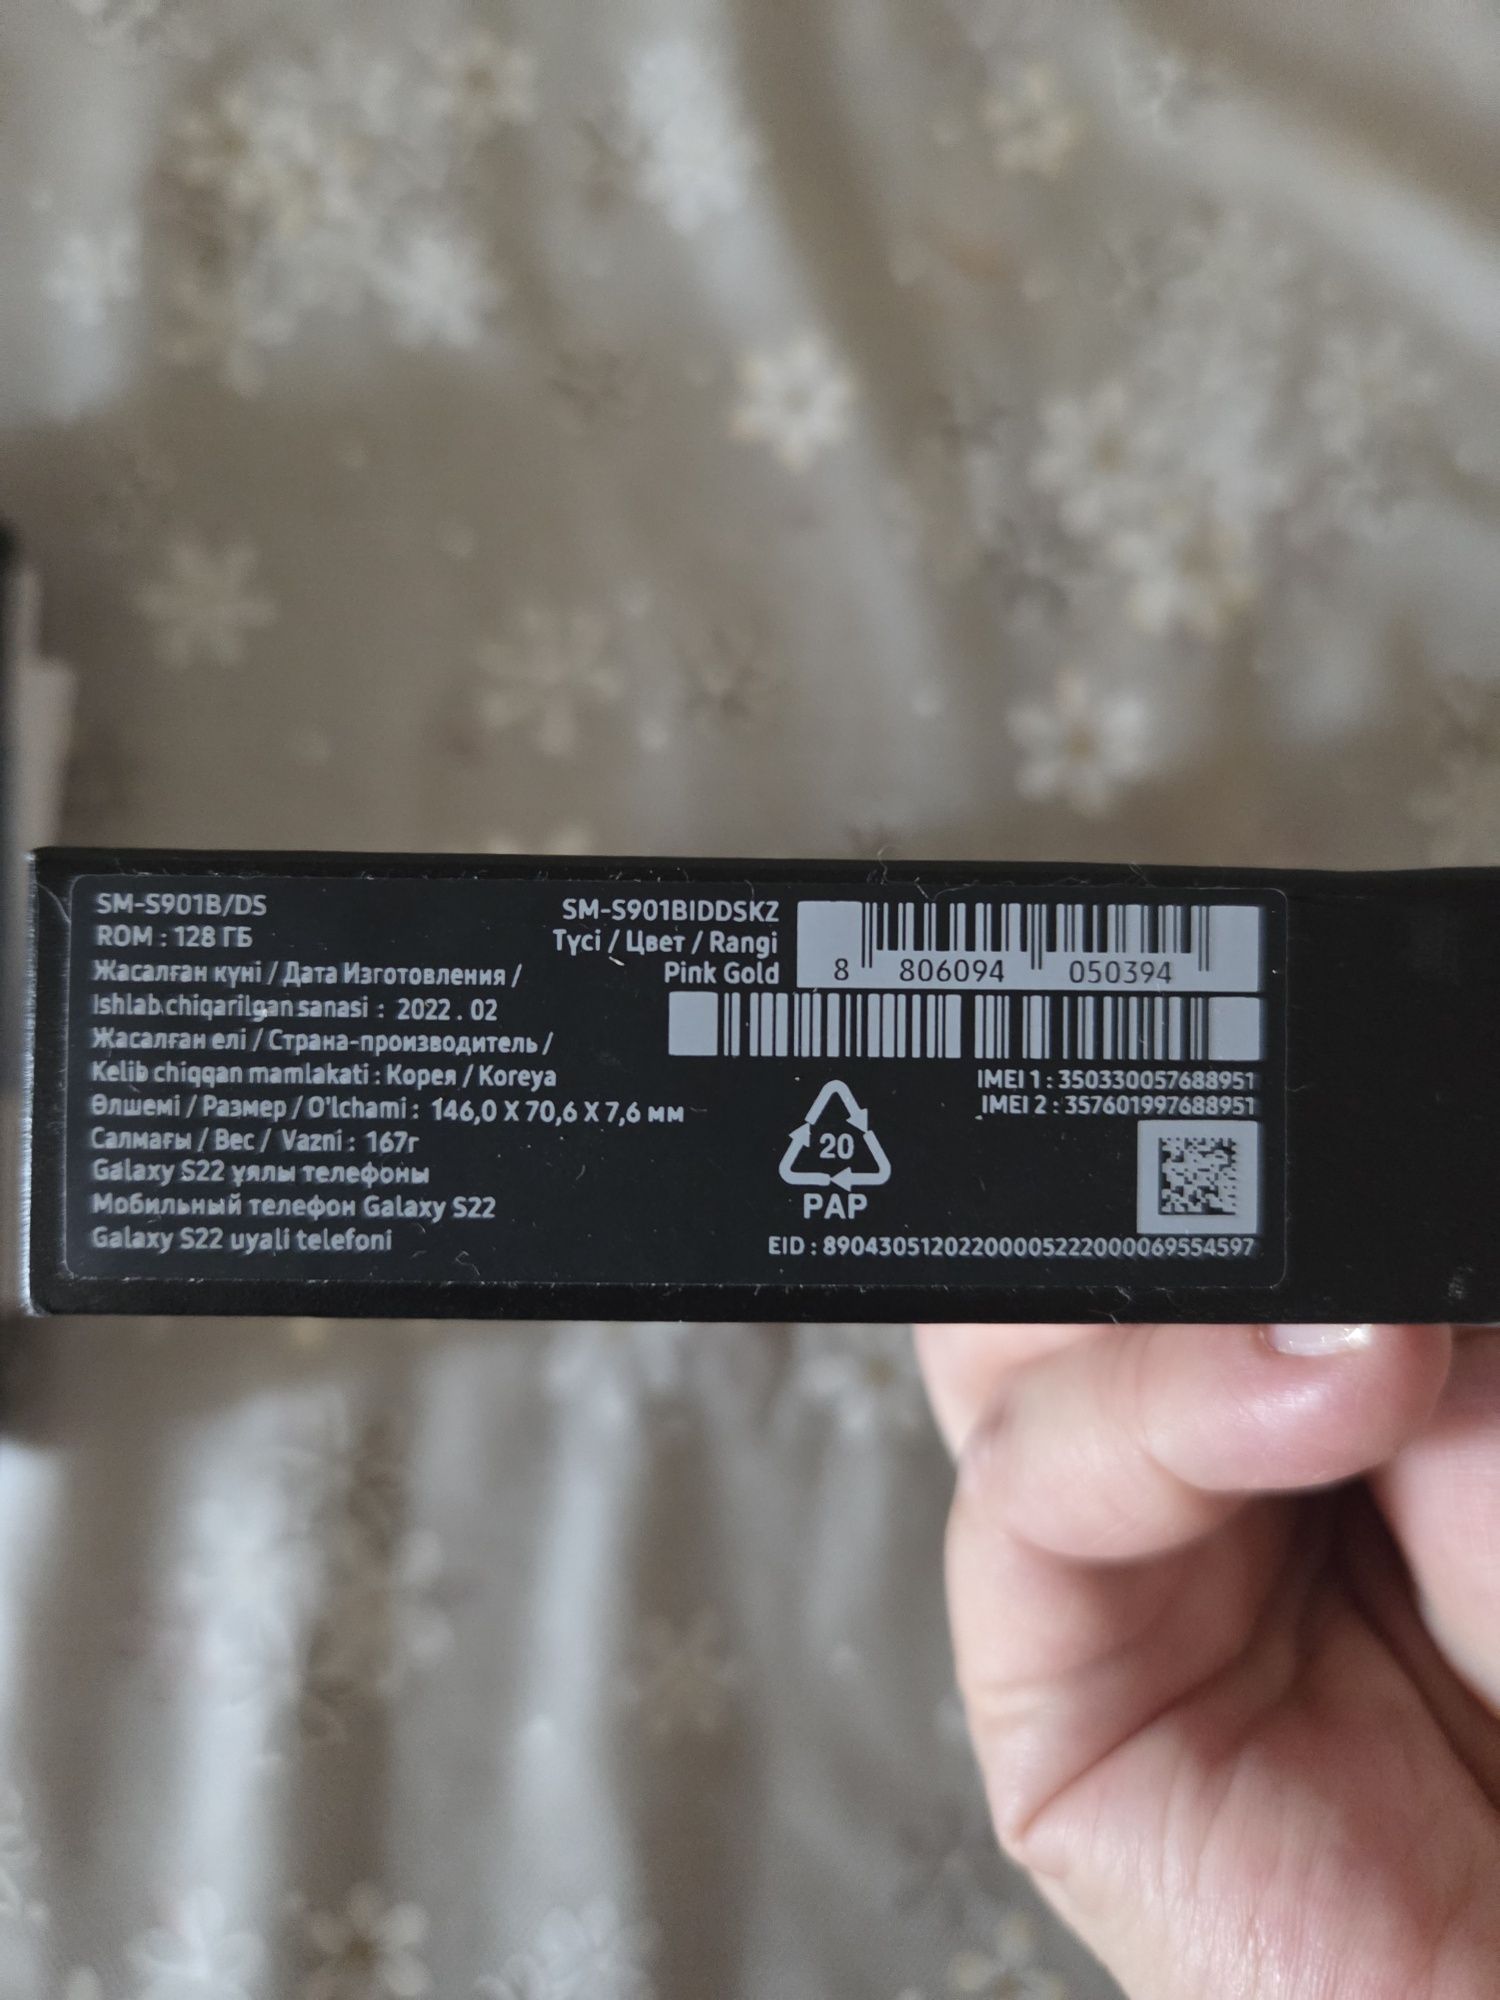 SM-S901B/DS
ROM : 128 ГБ
Жасалған күні / Дата Изготовления /
Ishlab chiqarilgan sanasi : 2022 . 02
Жасалған елі / Страна-производитель /
Kelib chiqqan mamlakati : Корея / Koreya
Өлшемі / Размер / O'lchami : 146,0 X 70,6 X 7,6 мм
Салмағы / Вес / Vazni : 167г
Galaxy S22 ұялы телефоны
Мобильный телефон Galaxy S22
Galaxy S22 uyali telefoni
SM-S901BIDDSKZ
Түсі / Цвет / Rangi
Pink Gold
8 806094 050394
IMEI 1 : 350330057688951
IMEI 2 : 357601997688951
20
PAP
EID : 89043051202200005222000069554597